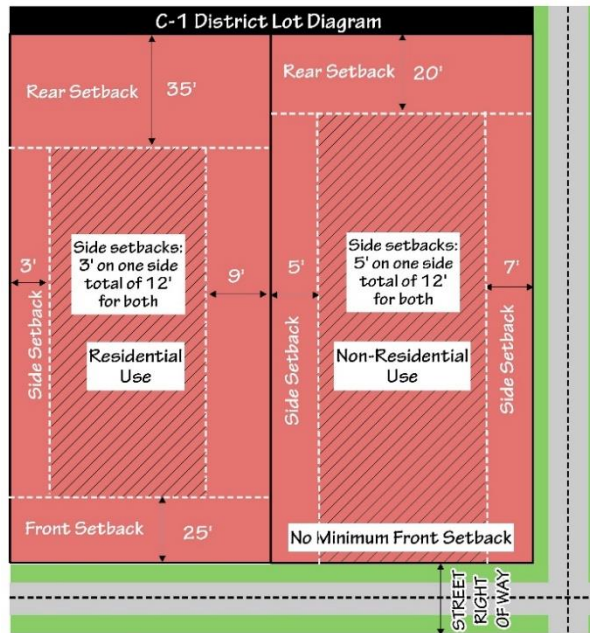 C-1 District Lot Diagram
Rear Setback
35'
Rear Setback
20'
Side setbacks:
3' on one side
total of 12'
for both
3'
9'
Side Setback
Residential
Use
Side setbacks:
5' on one side
total of 12'
for both
5'
7'
Side Setback
Side Setback
Non-Residential
Use
Front Setback
25'
No Minimum Front Setback
STREET
RIGHT
OF WAY